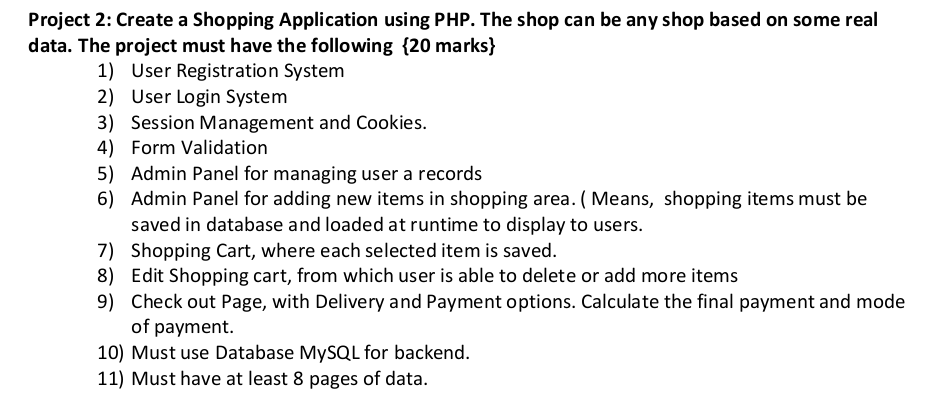 Project 2: Create a Shopping Application using PHP. The shop can be any shop based on some real
data. The project must have the following {20 marks}
1) User Registration System
2) User Login System
3) Session Management and Cookies.
4) Form Validation
5) Admin Panel for managing user a records
6) Admin Panel for adding new items in shopping area. ( Means, shopping items must be
saved in database and loaded at runtime to display to users.
7) Shopping Cart, where each selected item is saved.
8) Edit Shopping cart, from which user is able to delete or add more items
9) Check out Page, with Delivery and Payment options. Calculate the final payment and mode
of payment.
10) Must use Database MySQL for backend.
11) Must have at least 8 pages of data.